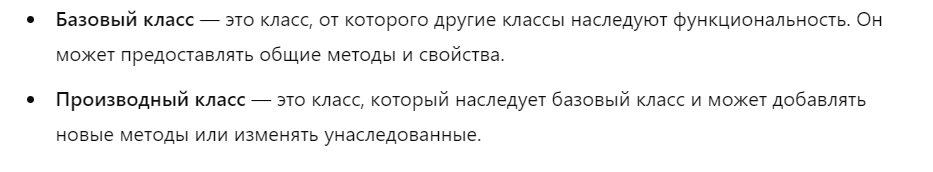 • Базовый класс — это класс, от которого другие классы наследуют функциональность. Он
может предоставлять общие методы и свойства.
• Производный класс — это класс, который наследует базовый класс и может добавлять
новые методы или изменять унаследованные.